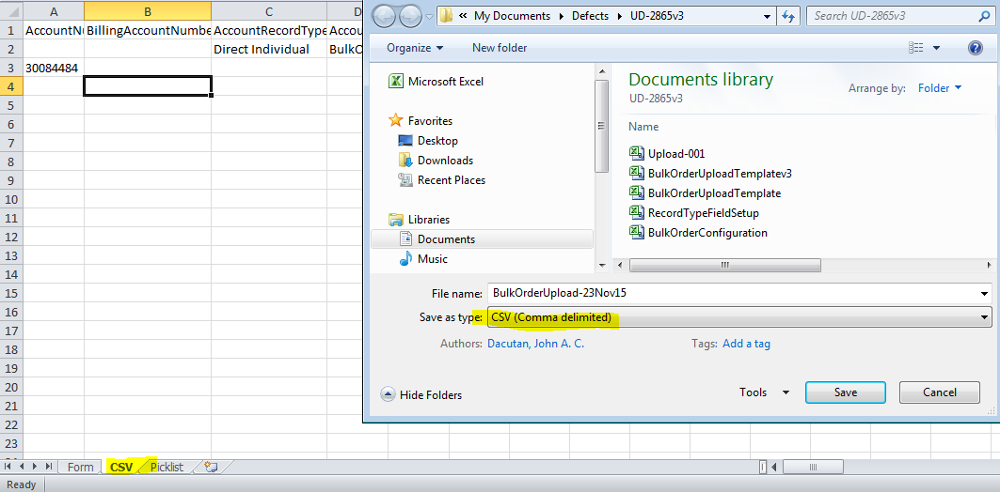 A B C D
1 AccountNu BillingAccountNumbe AccountRecordType Accou
2 Direct Individual BulkO
3 30084484
4
5
6
7
8
9
10
11
12
13
14
15
16
17
18
19
20
21
22
23
Form CSV Picklist
Ready
« My Documents Defects UD-2865v3
Search UD-2865v3
Organize New folder
Microsoft Excel
Favorites
Desktop
Downloads
Recent Places
Libraries
Documents
Music
Documents library
UD-2865v3
Arrange by: Folder
Name
Upload-001
BulkOrderUploadTemplatev3
BulkOrderUploadTemplate
RecordTypeFieldSetup
BulkOrderConfiguration
File name: BulkOrderUpload-23Nov15
Save as type: CSV (Comma delimited)
Authors: Dacutan, John A. C. Tags: Add a tag
Hide Folders Tools Save Cancel